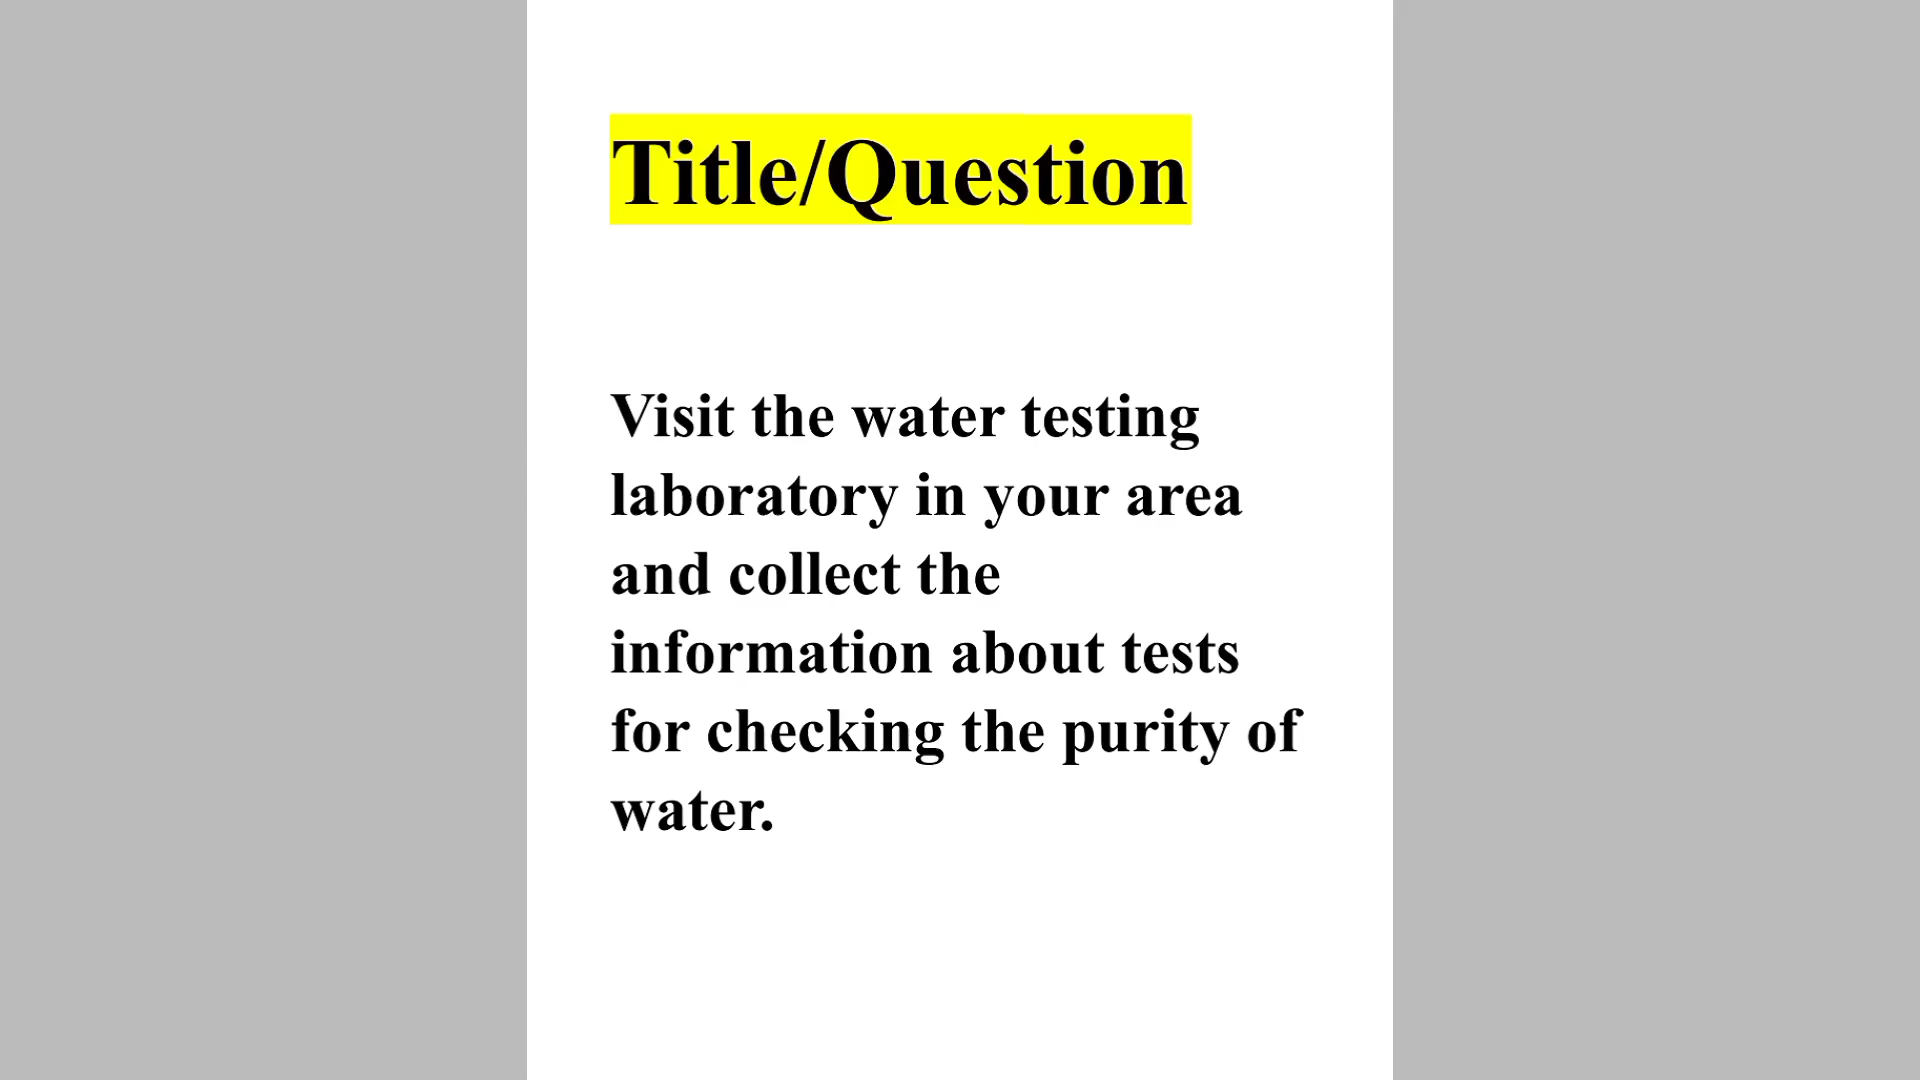 Title/Question
Visit the water testing
laboratory in your area
and collect the
information about tests
for checking the purity of
water.